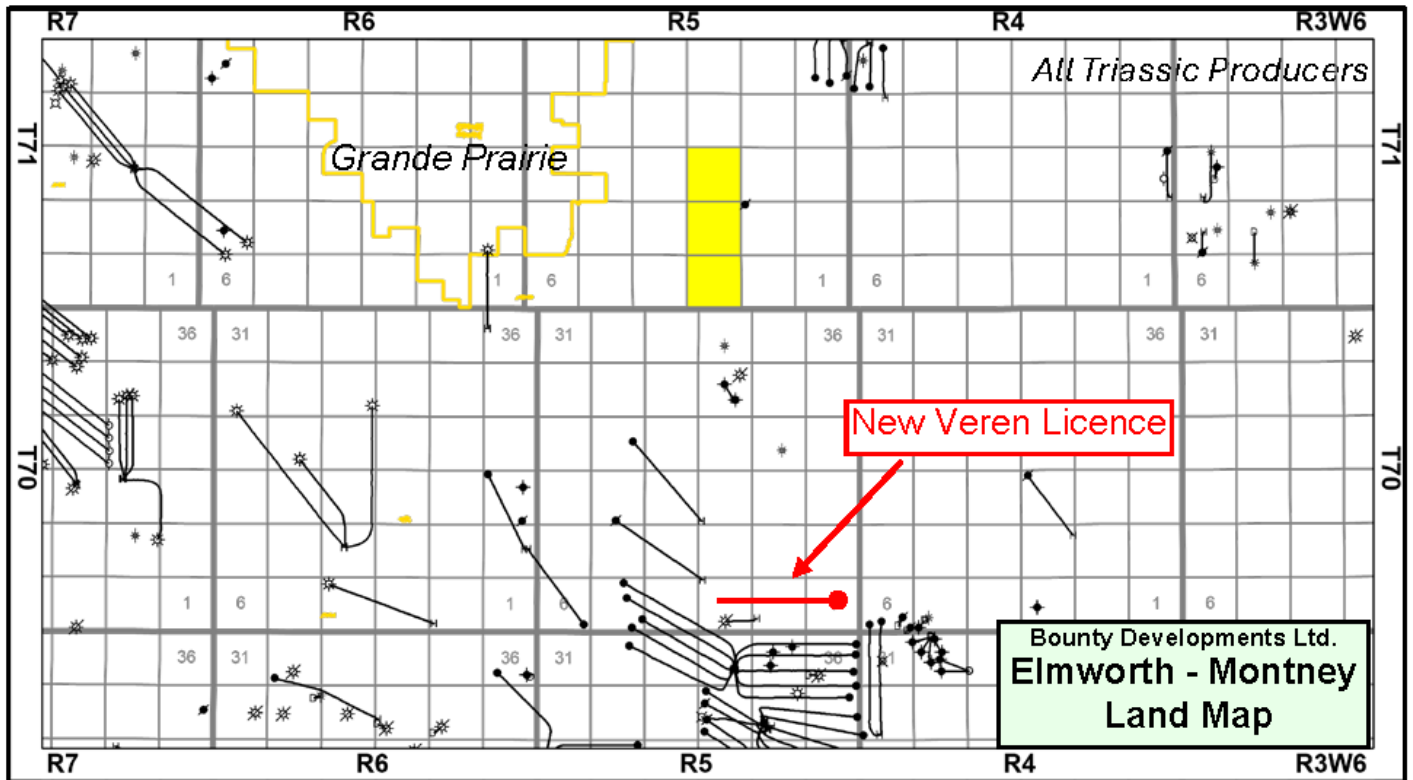 R7 R6 R5 R4 R3W6
All Triassic Producers
T71 T71
Grande Prairie
1 6 1 6 1 6 1 6
36 31 36 31 36 31 36 31
New Veren Licence
T70 T70
1 6 1 6 6 1 6
36 31 36 31 36 31
Bounty Developments Ltd.
Elmworth - Montney
Land Map
R7 R6 R5 R4 R3W6